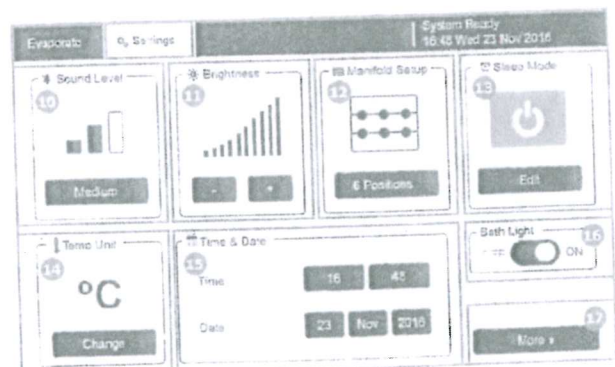 Evaporate
Settings
System Ready
16:48 Wed 23 Nov 2016
Sound Level
10
Medium
Brightness
11
-
+
Manifold Setup
12
6 Positions
Sleep Mode
13
Edit
Temp Unit
14
°C
Change
Time & Date
15
Time
16 48
Date
23 Nov 2016
Bath Light
16
ON
17
More